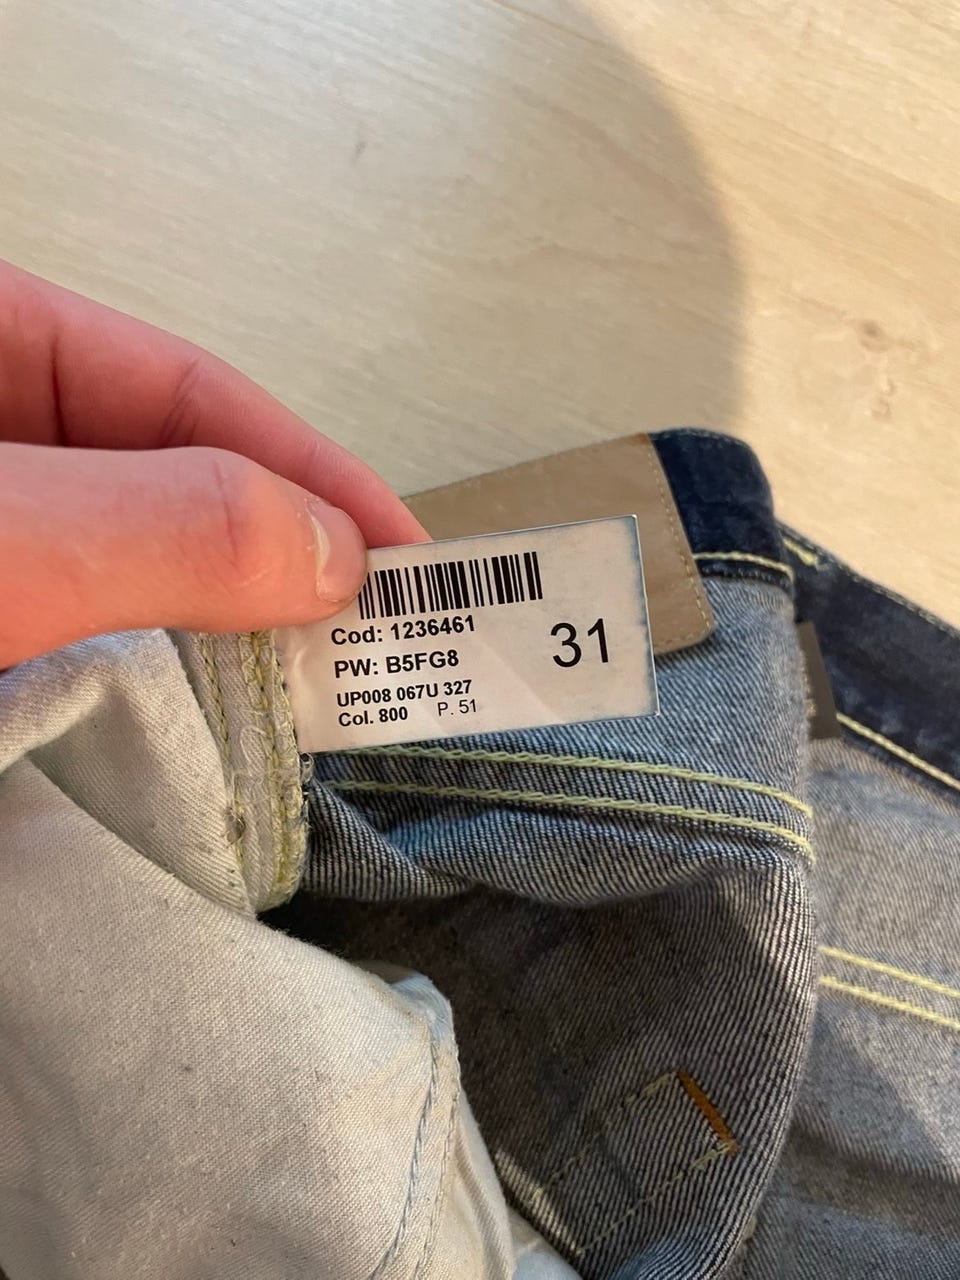 Cod: 1236461
PW: B5FG8
31
UP008 067U 327
Col. 800 P. 51